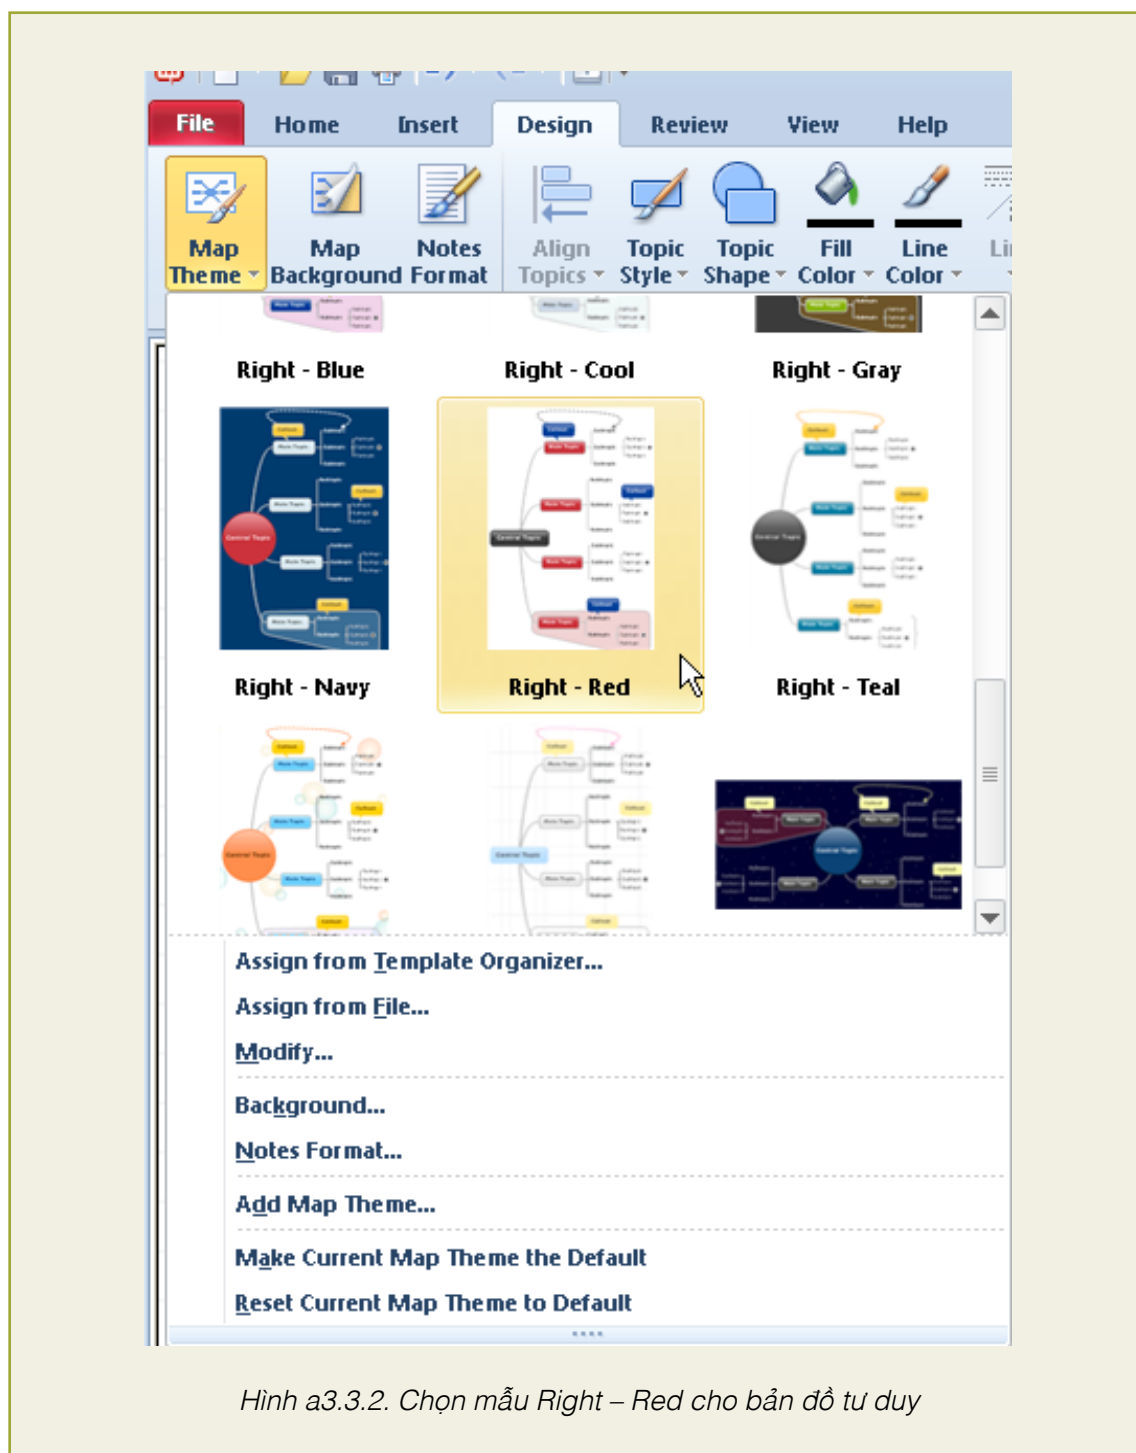 File Home Insert Design Review View Help
Map Theme
Map Background
Notes Format
Align Topics
Topic Style
Topic Shape
Fill Color
Line Color
Right - Blue
Right - Cool
Right - Gray
Right - Navy
Right - Red
Right - Teal
Assign from Template Organizer...
Assign from File...
Modify...
Background...
Notes Format...
Add Map Theme...
Make Current Map Theme the Default
Reset Current Map Theme to Default
Hình a3.3.2. Chọn mẫu Right – Red cho bản đồ tư duy